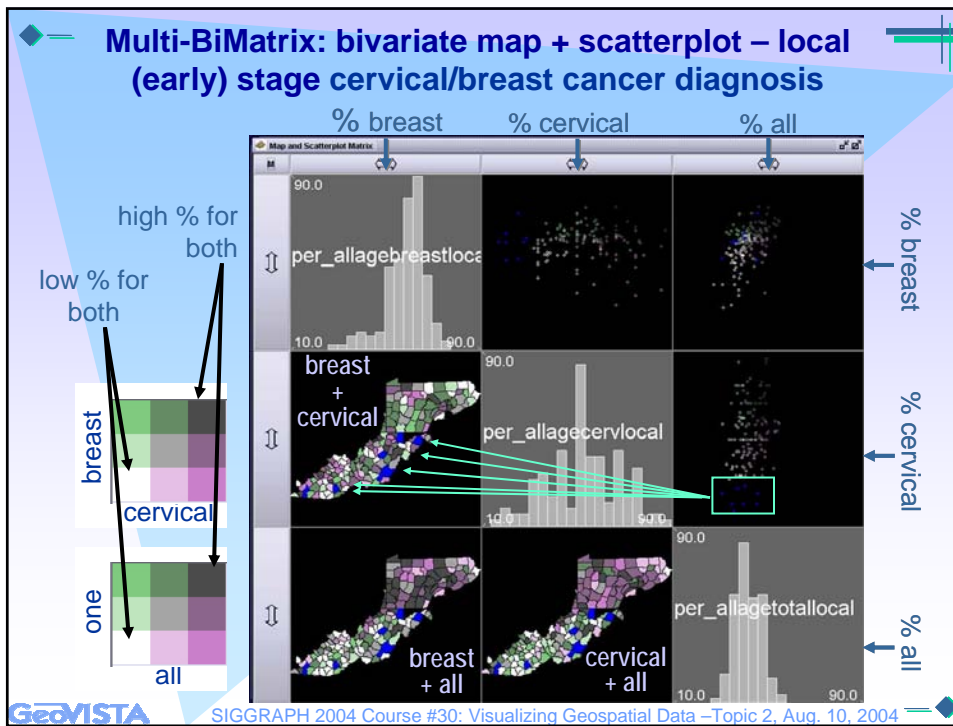 Multi-BiMatrix: bivariate map + scatterplot – local
(early) stage cervical/breast cancer diagnosis
% breast
% cervical
% all
Map and Scatterplot Matrix
M
high % for
both
low % for
both
90.0
per_allagebreastloca
10.0
90.0
% breast
breast
+
cervical
90.0
per_allagecervlocal
10.0
90.0
% cervical
breast
cervical
one
all
breast
+ all
cervical
+ all
90.0
per_allagetotallocal
10.0
90.0
% all
GeoVISTA
SIGGRAPH 2004 Course #30: Visualizing Geospatial Data –Topic 2, Aug. 10, 2004